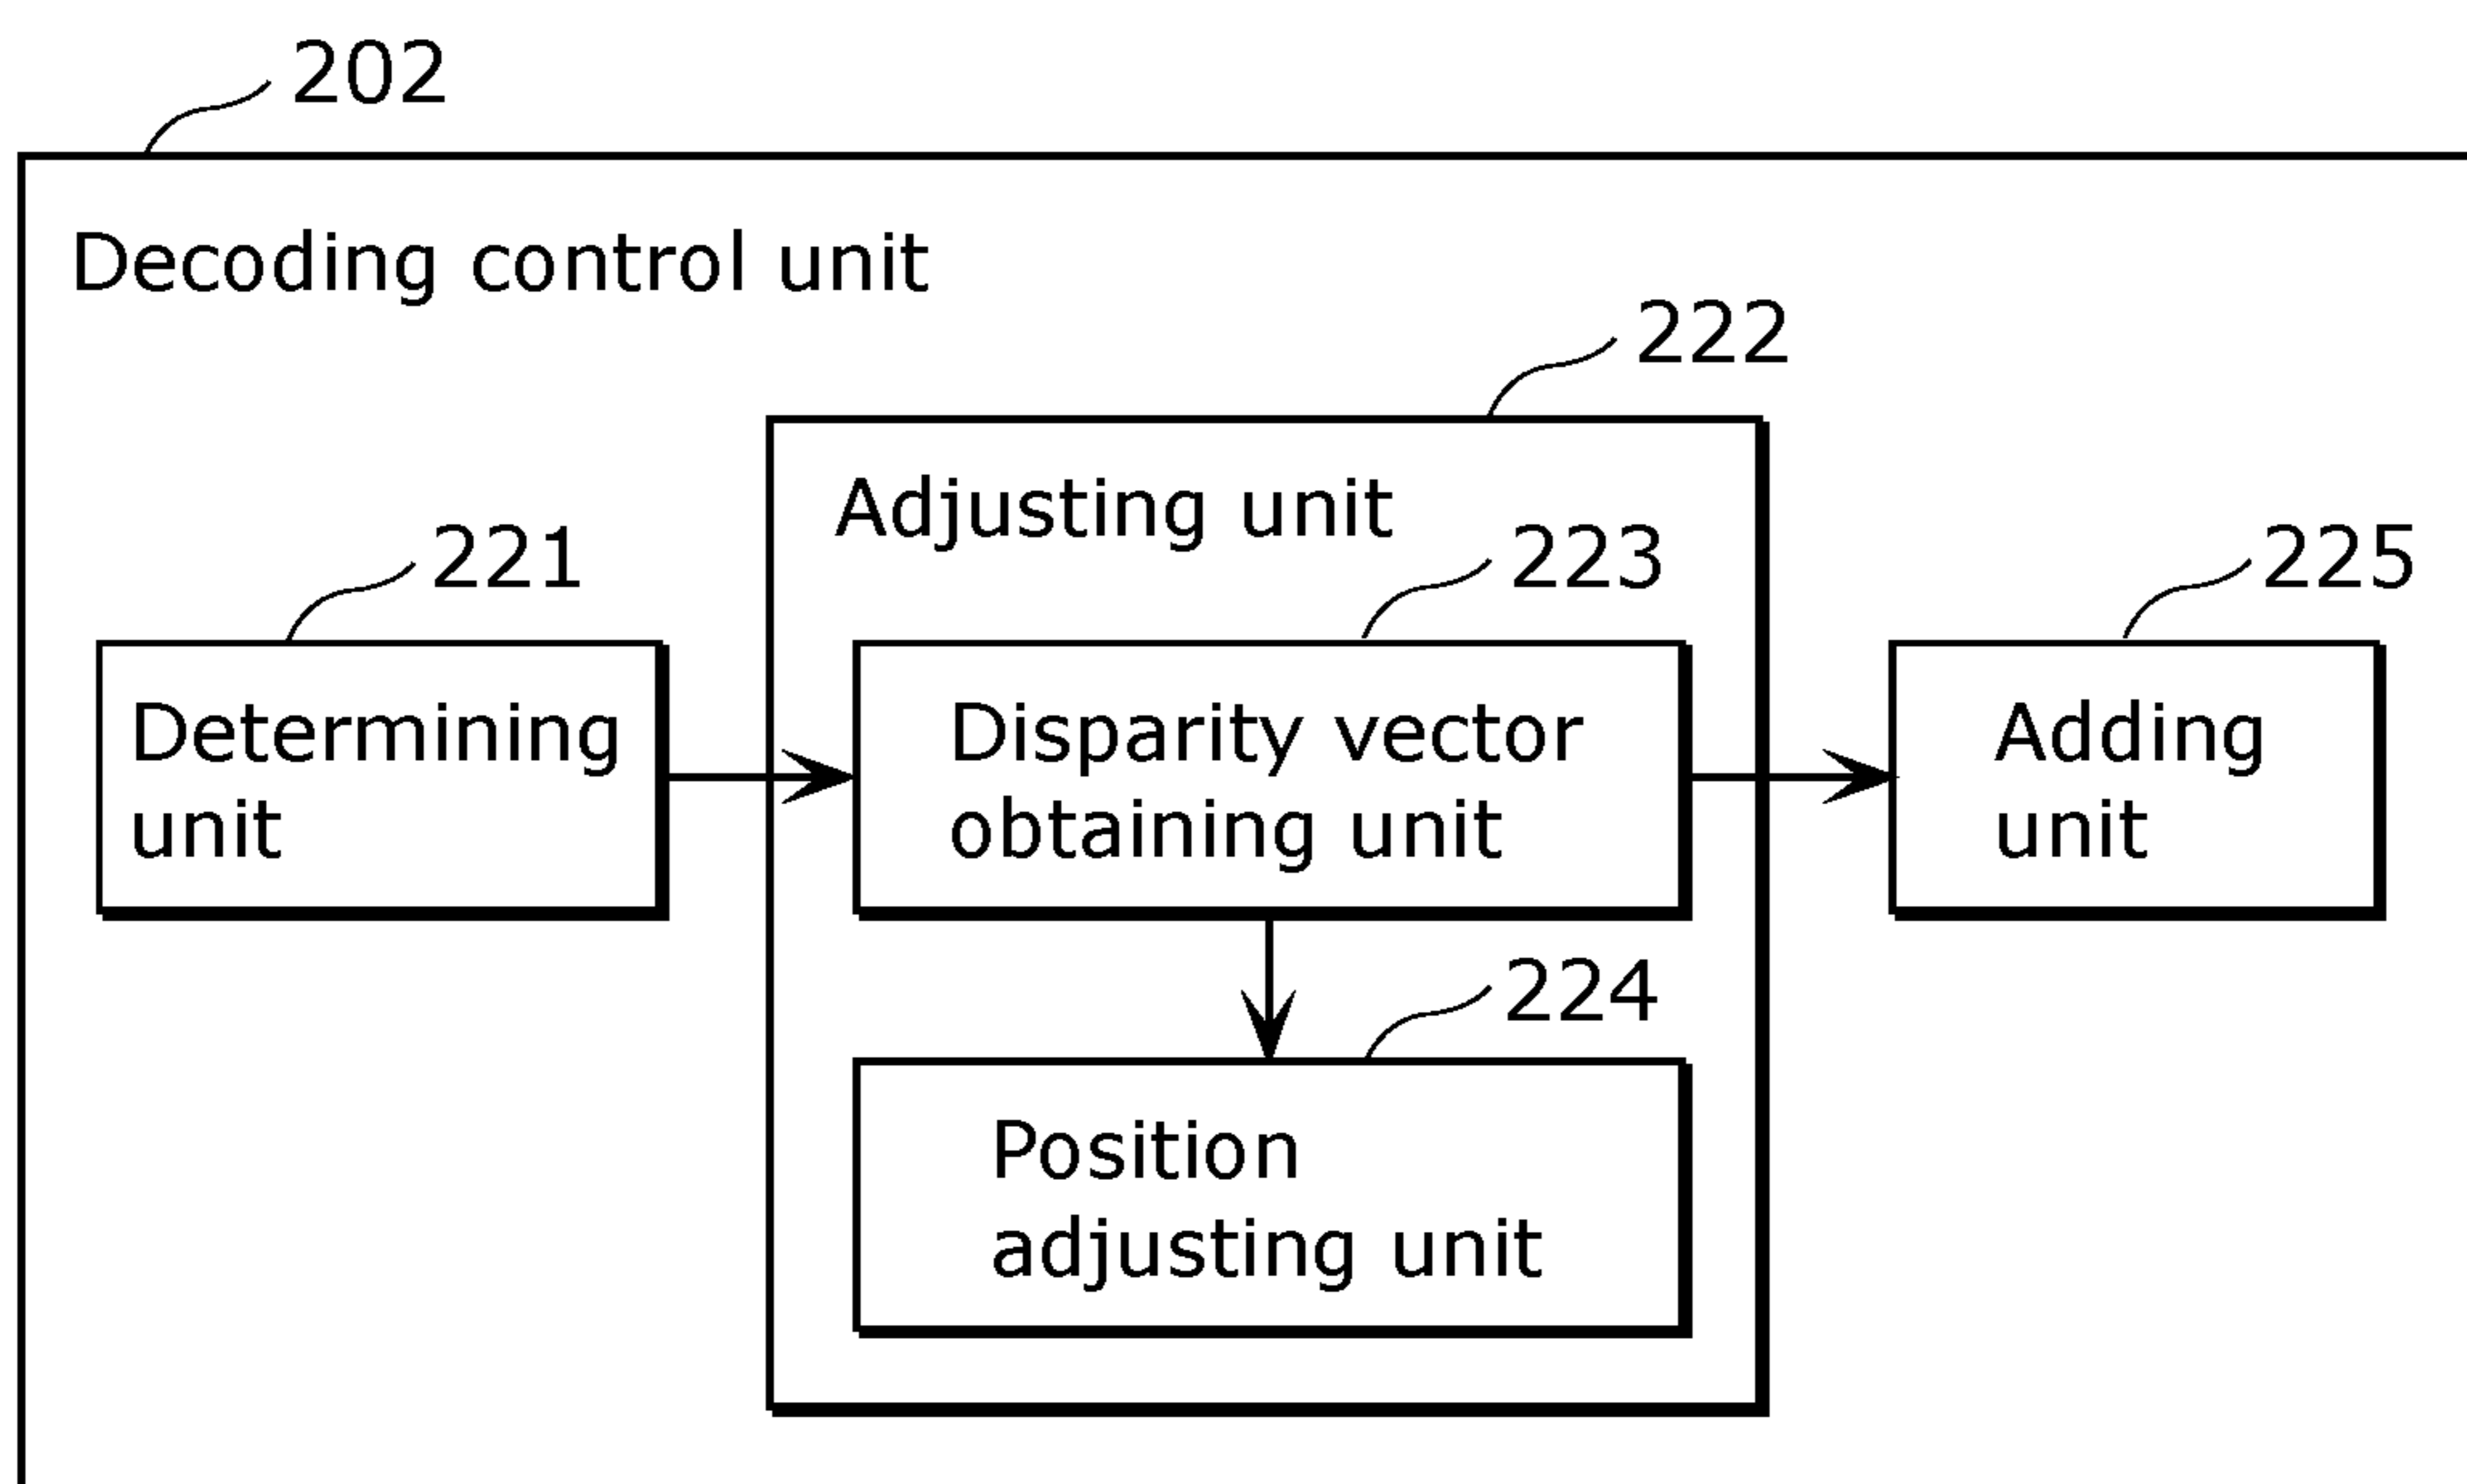 202
Decoding control unit
222
Adjusting unit
221
223
225
Determining
unit
Disparity vector
obtaining unit
Adding
unit
224
Position
adjusting unit